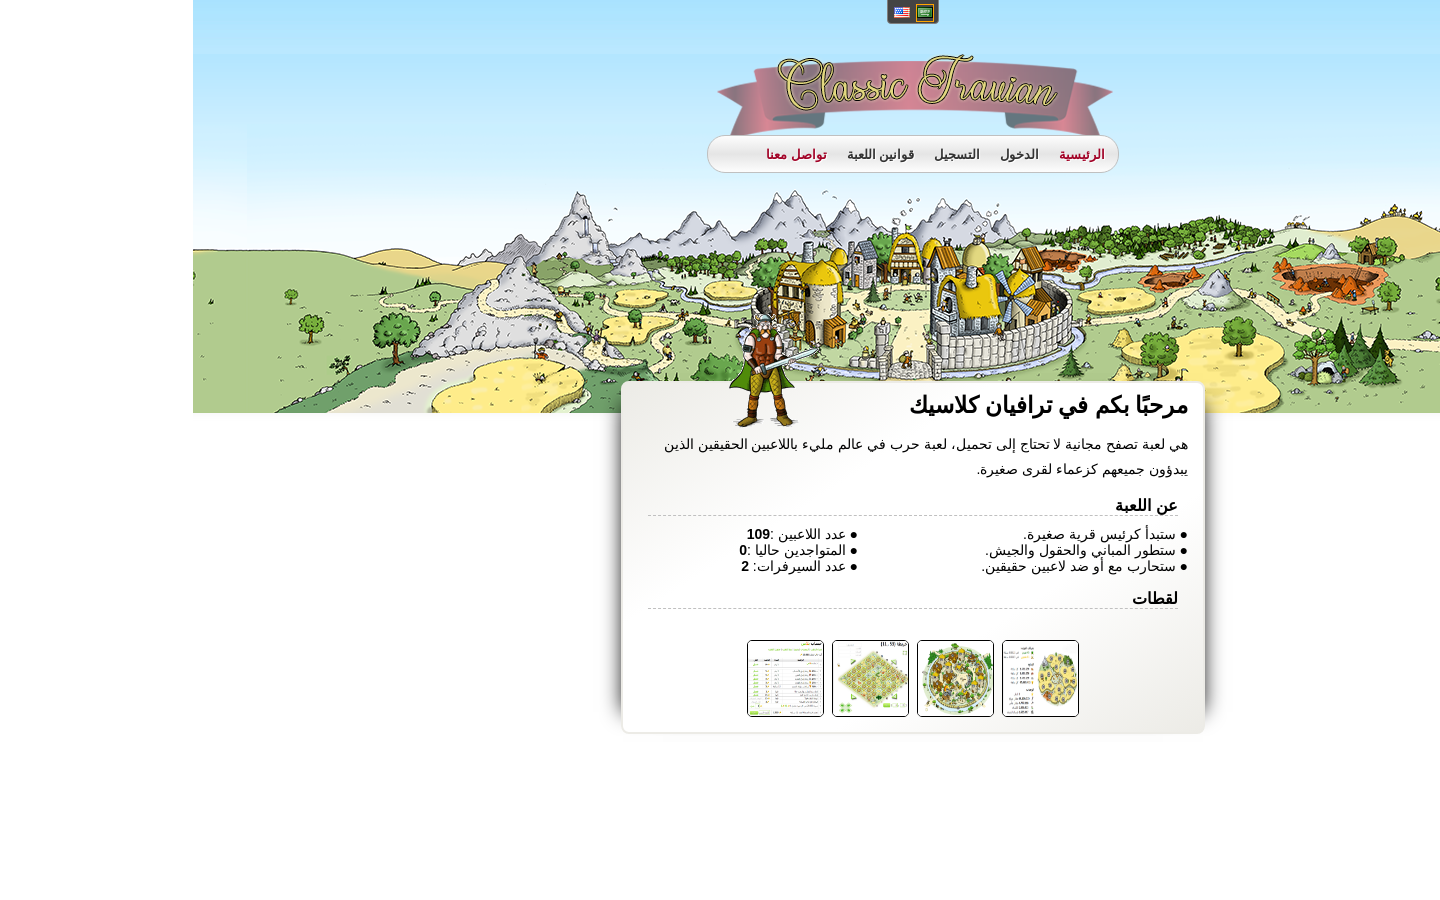 Classic Travian
الرئيسية الدخول التسجيل قوانين اللعبة تواصل معنا
مرحبًا بكم في ترافيان كلاسيك
هي لعبة تصفح مجانية لا تحتاج إلى تحميل، لعبة حرب في عالم مليء باللاعبين الحقيقين الذين
يبدؤون جميعهم كزعماء لقرى صغيرة.
عن اللعبة
● ستبدأ كرئيس قرية صغيرة.
● ستطور المباني والحقول والجيش.
● ستحارب مع أو ضد لاعبين حقيقين.
● عدد اللاعبين :109
● المتواجدين حاليا :0
● عدد السيرفرات: 2
لقطات